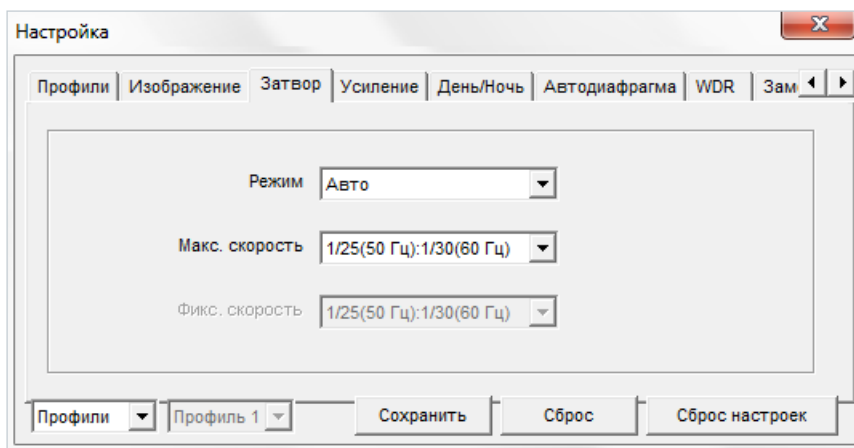 Настройка
Профили Изображение Затвор Усиление День/Ночь Автодиафрагма WDR
Режим Авто
Макс. скорость 1/25(50 Гц):1/30(60 Гц)
Фикс. скорость 1/25(50 Гц):1/30(60 Гц)
Профили Профиль 1 Сохранить Сброс Сброс настроек